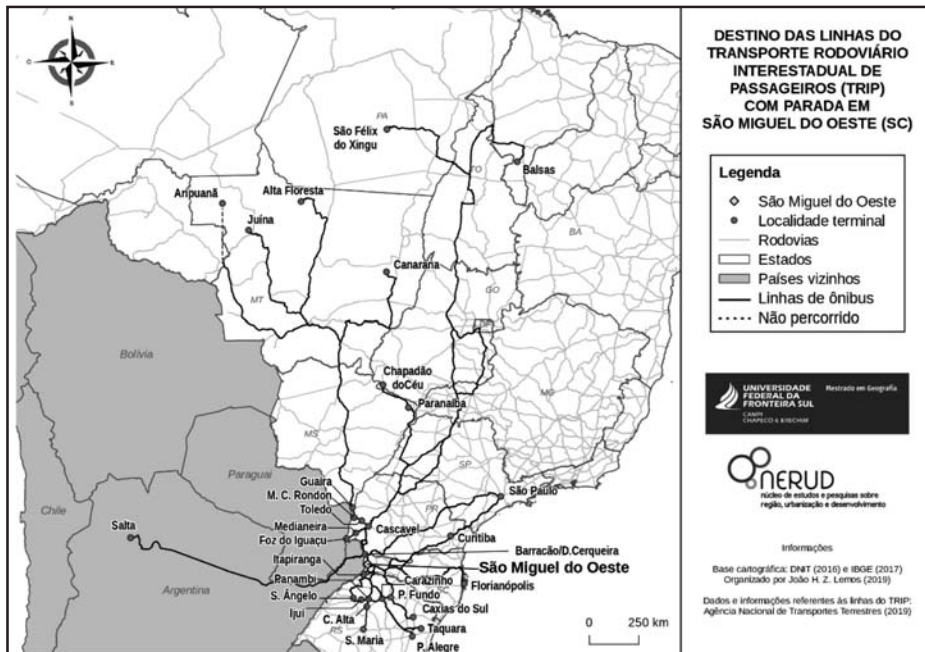 N
O
E
S
PA
São Félix
do Xingu
TO
Balsas
Aripuanã
Alta Floresta
Juína
BA
Canarana
MT
GO
DF
Bolívia
Chapadão
doCéu
Paranaíba
MG
MS
Paraguai
SP
Guaira
M. C. Rondon
Toledo
São Paulo
Chile
Salta
Medianeira
Cascavel
PR
Foz do Iguaçu
Curitiba
Barracão/D.Cerqueira
Itapiranga
São Miguel do Oeste
Argentina
Panambi
Carazinho
SC
Florianópolis
S. Ângelo
P. Fundo
Ijuí
Caxias do Sul
C. Alta
RS
Taquara
S. Maria
P. Alegre
0 250 km
DESTINO DAS LINHAS DO
TRANSPORTE RODOVIÁRIO
INTERESTADUAL DE
PASSAGEIROS (TRIP)
COM PARADA EM
SÃO MIGUEL DO OESTE (SC)
Legenda
São Miguel do Oeste
Localidade terminal
Rodovias
Estados
Países vizinhos
Linhas de ônibus
Não percorrido
UNIVERSIDADE
FEDERAL DA
FRONTEIRA SUL
CAMPI
CHAPECÓ E ERECHIM
Mestrado em Geografia
NERUD
núcleo de estudos e pesquisas sobre
região, urbanização e desenvolvimento
Informações
Base cartográfica: DNIT (2016) e IBGE (2017)
Organizado por João H. Z. Lemos (2019)
Dados e informações referentes às linhas do TRIP:
Agência Nacional de Transportes Terrestres (2019)